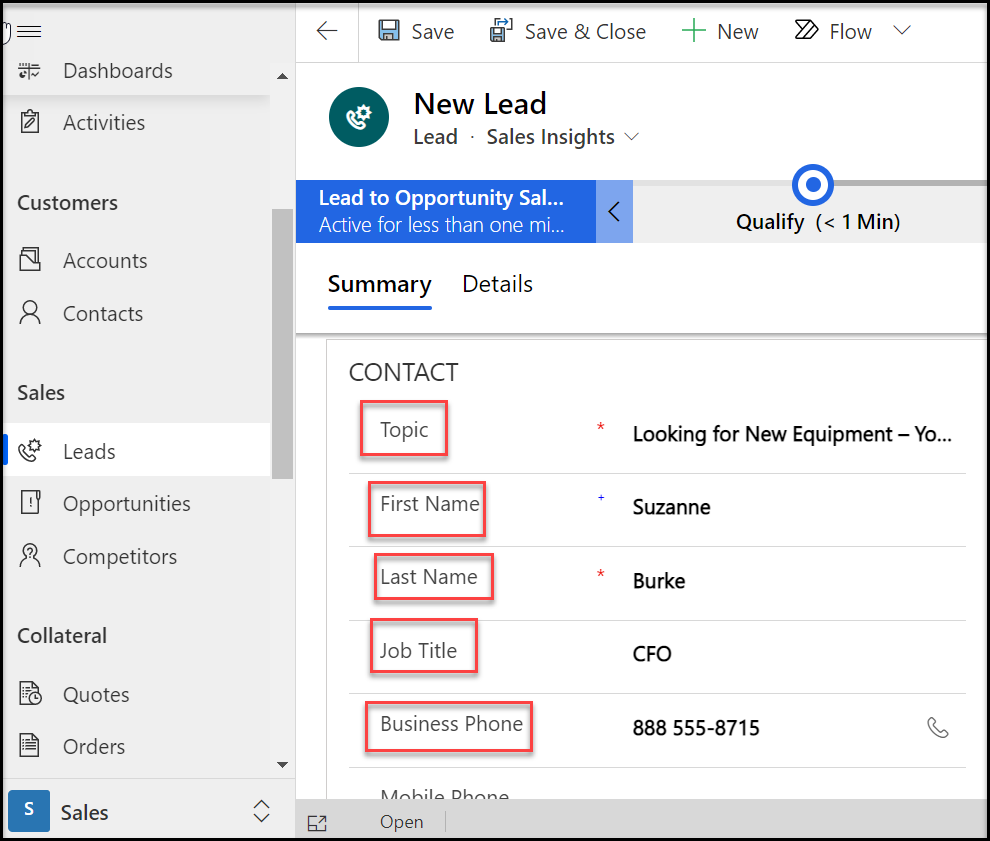 Save
Save & Close
New
Flow
Dashboards
Activities
Customers
Accounts
Contacts
Sales
Leads
Opportunities
Competitors
Collateral
Quotes
Orders
S
Sales
New Lead
Lead · Sales Insights
Lead to Opportunity Sal...
Active for less than one mi...
Qualify (< 1 Min)
Summary
Details
CONTACT
Topic * Looking for New Equipment – Yo...
First Name + Suzanne
Last Name * Burke
Job Title CFO
Business Phone 888 555-8715
Mobile Phone
Open